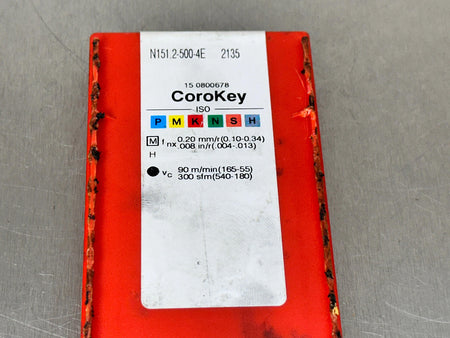 N151.2-500-4E 2135
15 0800678
CoroKey
ISO
P M K N S H
M fnx 0.20 mm/r(0.10-0.34)
.008 in/r(.004-.013)
H
vc 90 m/min(165-55)
300 sfm(540-180)